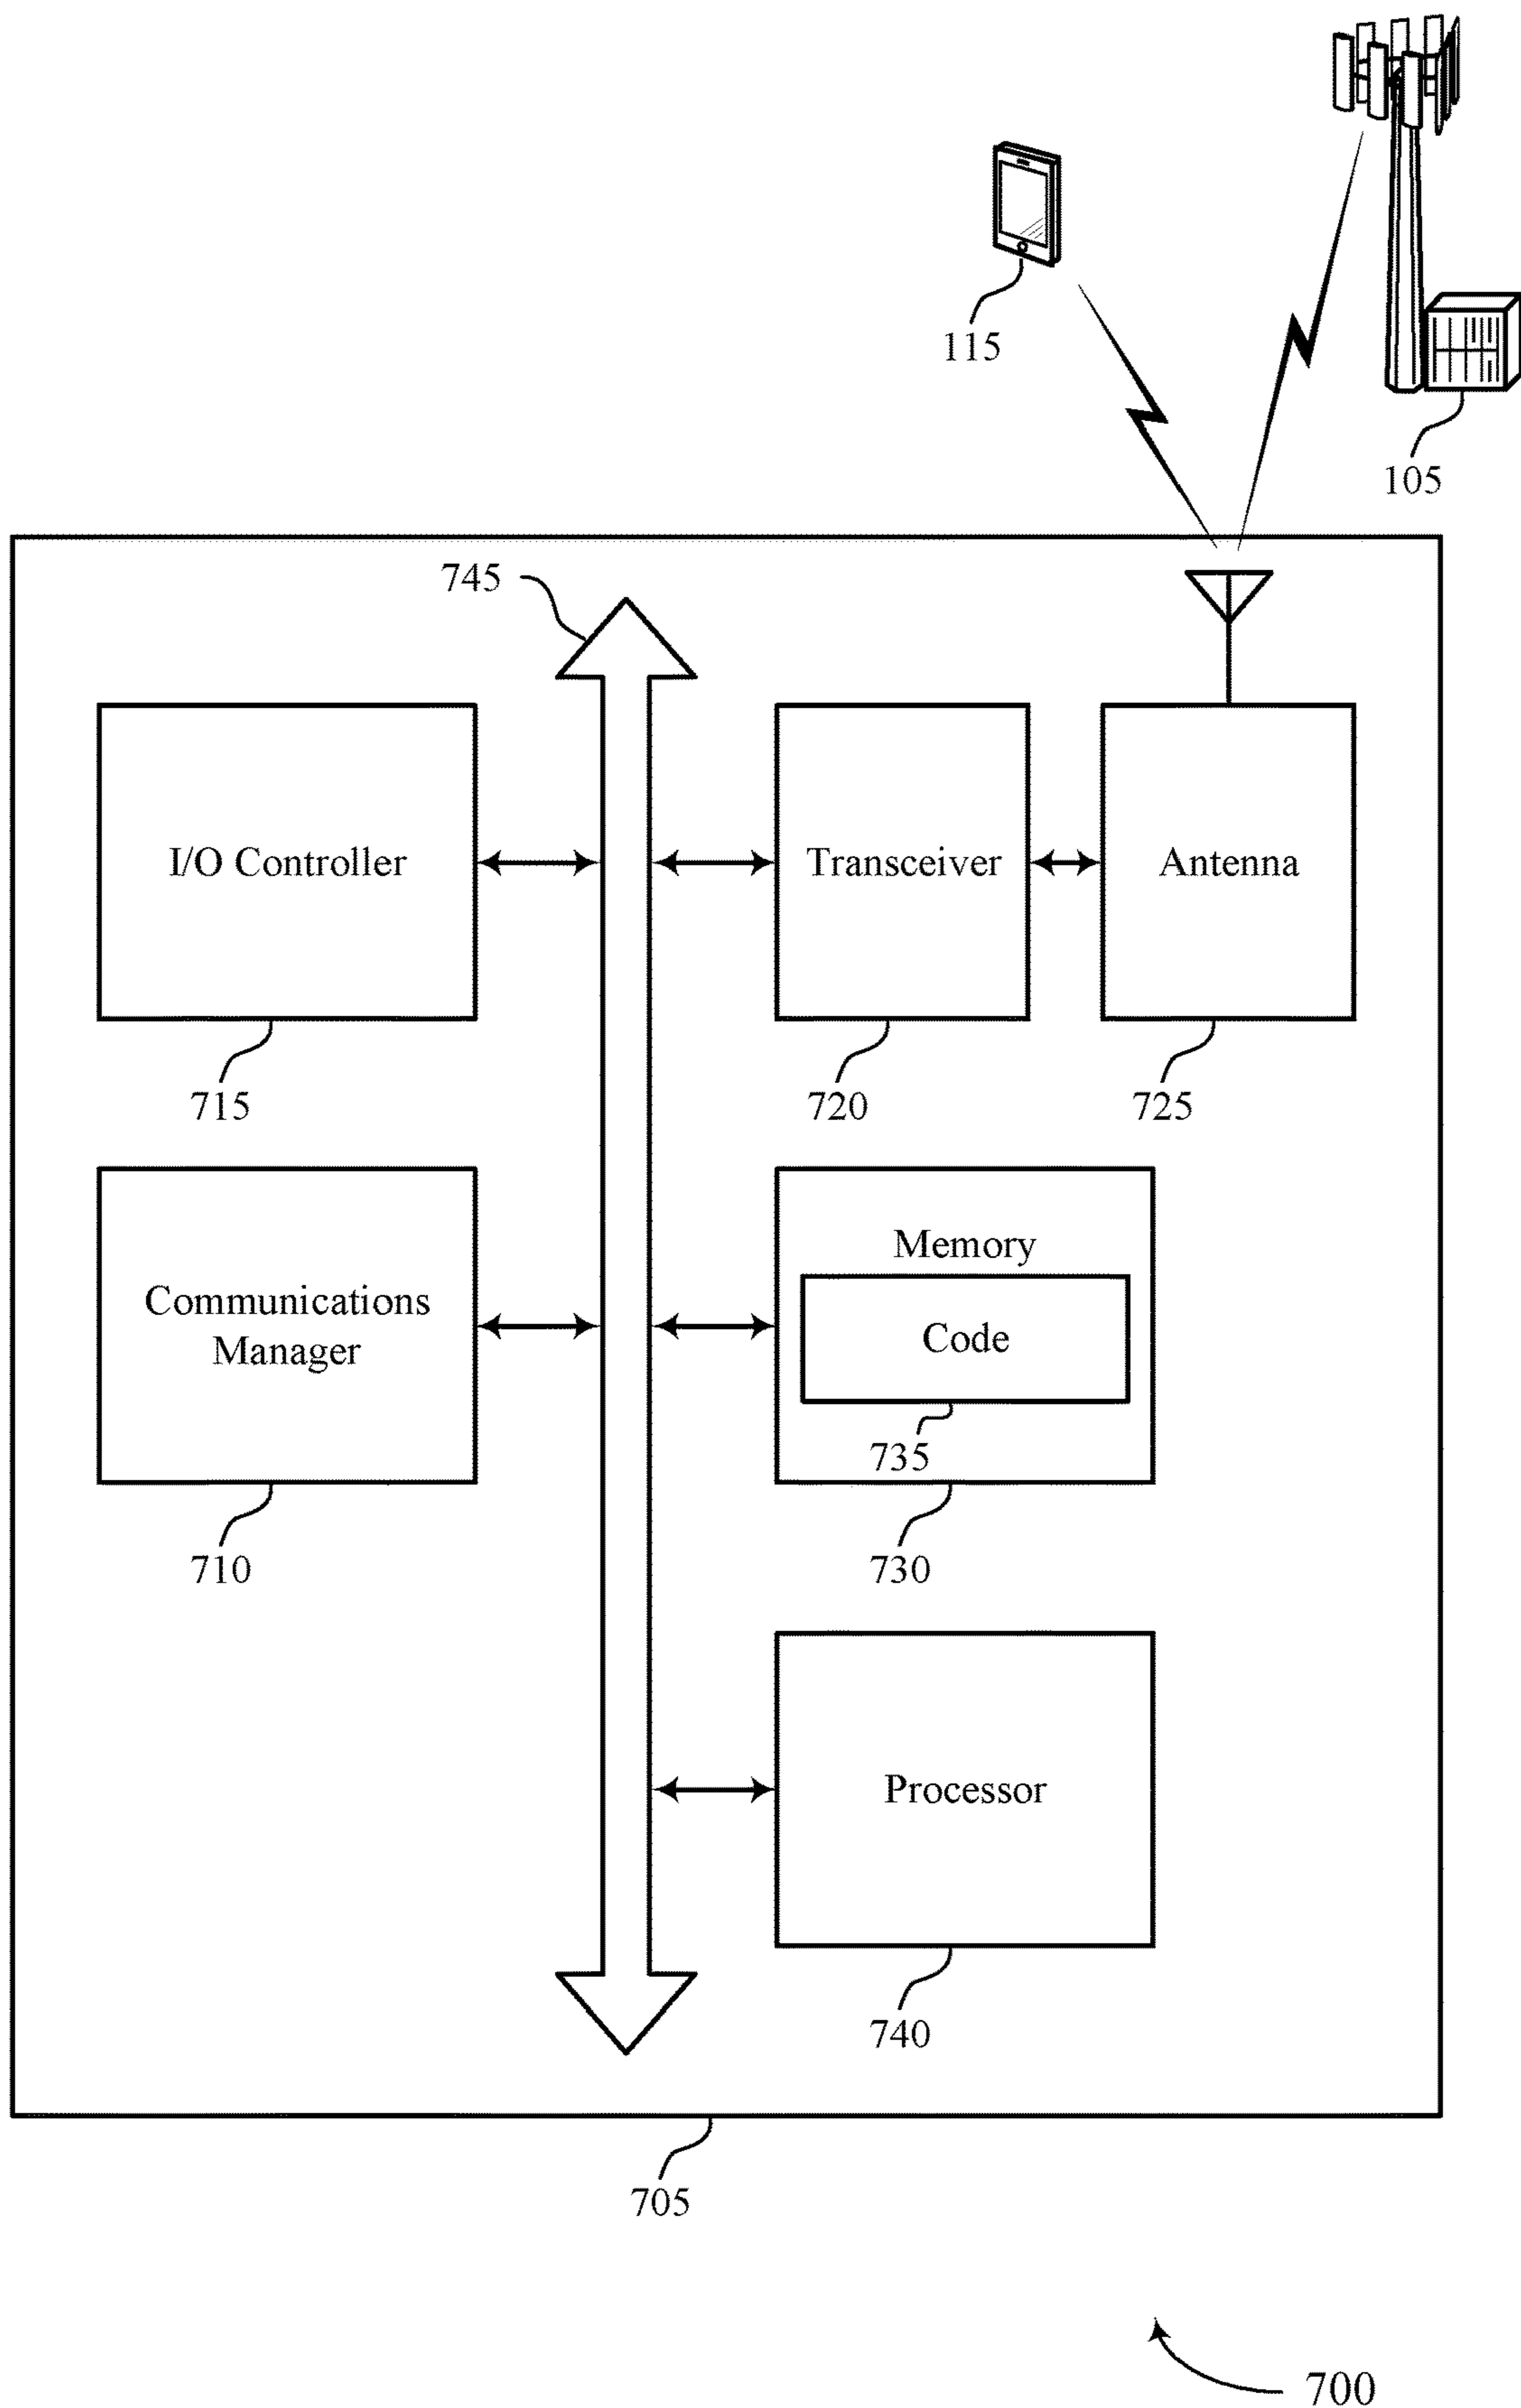 115
105
745
I/O Controller
Transceiver
Antenna
715
720
725
Communications
Manager
Memory
Code
735
710
730
Processor
740
705
700